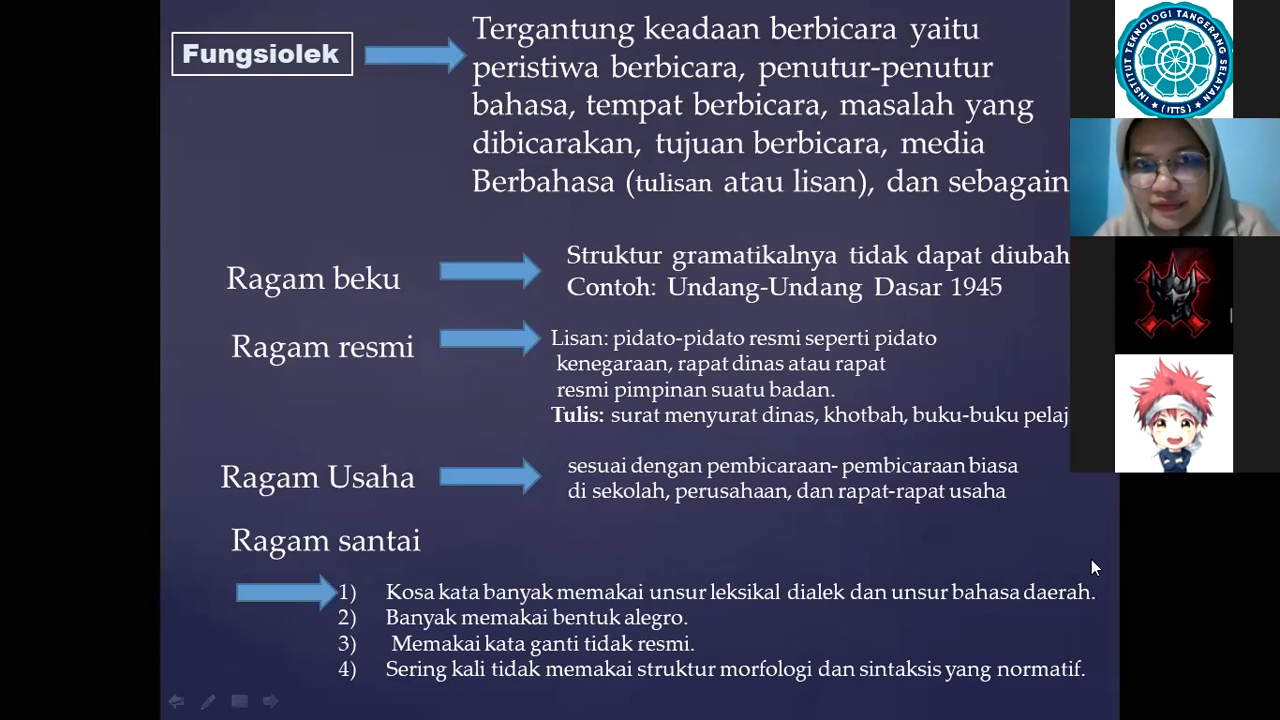 Fungsiolek
Tergantung keadaan berbicara yaitu
peristiwa berbicara, penutur-penutur
bahasa, tempat berbicara, masalah yang
dibicarakan, tujuan berbicara, media
Berbahasa (tulisan atau lisan), dan sebagain
Ragam beku
Struktur gramatikalnya tidak dapat diubah
Contoh: Undang-Undang Dasar 1945
Ragam resmi
Lisan: pidato-pidato resmi seperti pidato
kenegaraan, rapat dinas atau rapat
resmi pimpinan suatu badan.
Tulis: surat menyurat dinas, khotbah, buku-buku pelaj
Ragam Usaha
sesuai dengan pembicaraan- pembicaraan biasa
di sekolah, perusahaan, dan rapat-rapat usaha
Ragam santai
1) Kosa kata banyak memakai unsur leksikal dialek dan unsur bahasa daerah.
2) Banyak memakai bentuk alegro.
3) Memakai kata ganti tidak resmi.
4) Sering kali tidak memakai struktur morfologi dan sintaksis yang normatif.
INSTITUT TEKNOLOGI TANGERANG SELATAN
(ITTS)